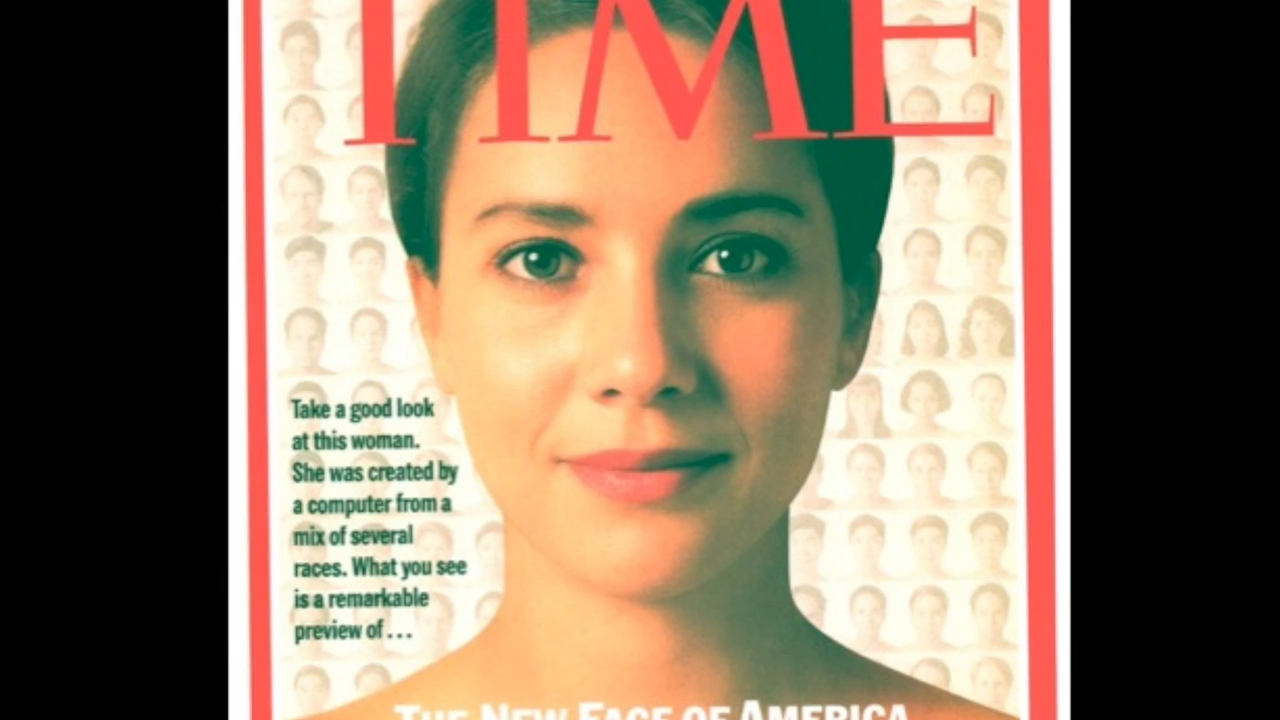 TIME
Take a good look
at this woman.
She was created by
a computer from a
mix of several
races. What you see
is a remarkable
preview of ...
THE NEW FACE OF AMERICA